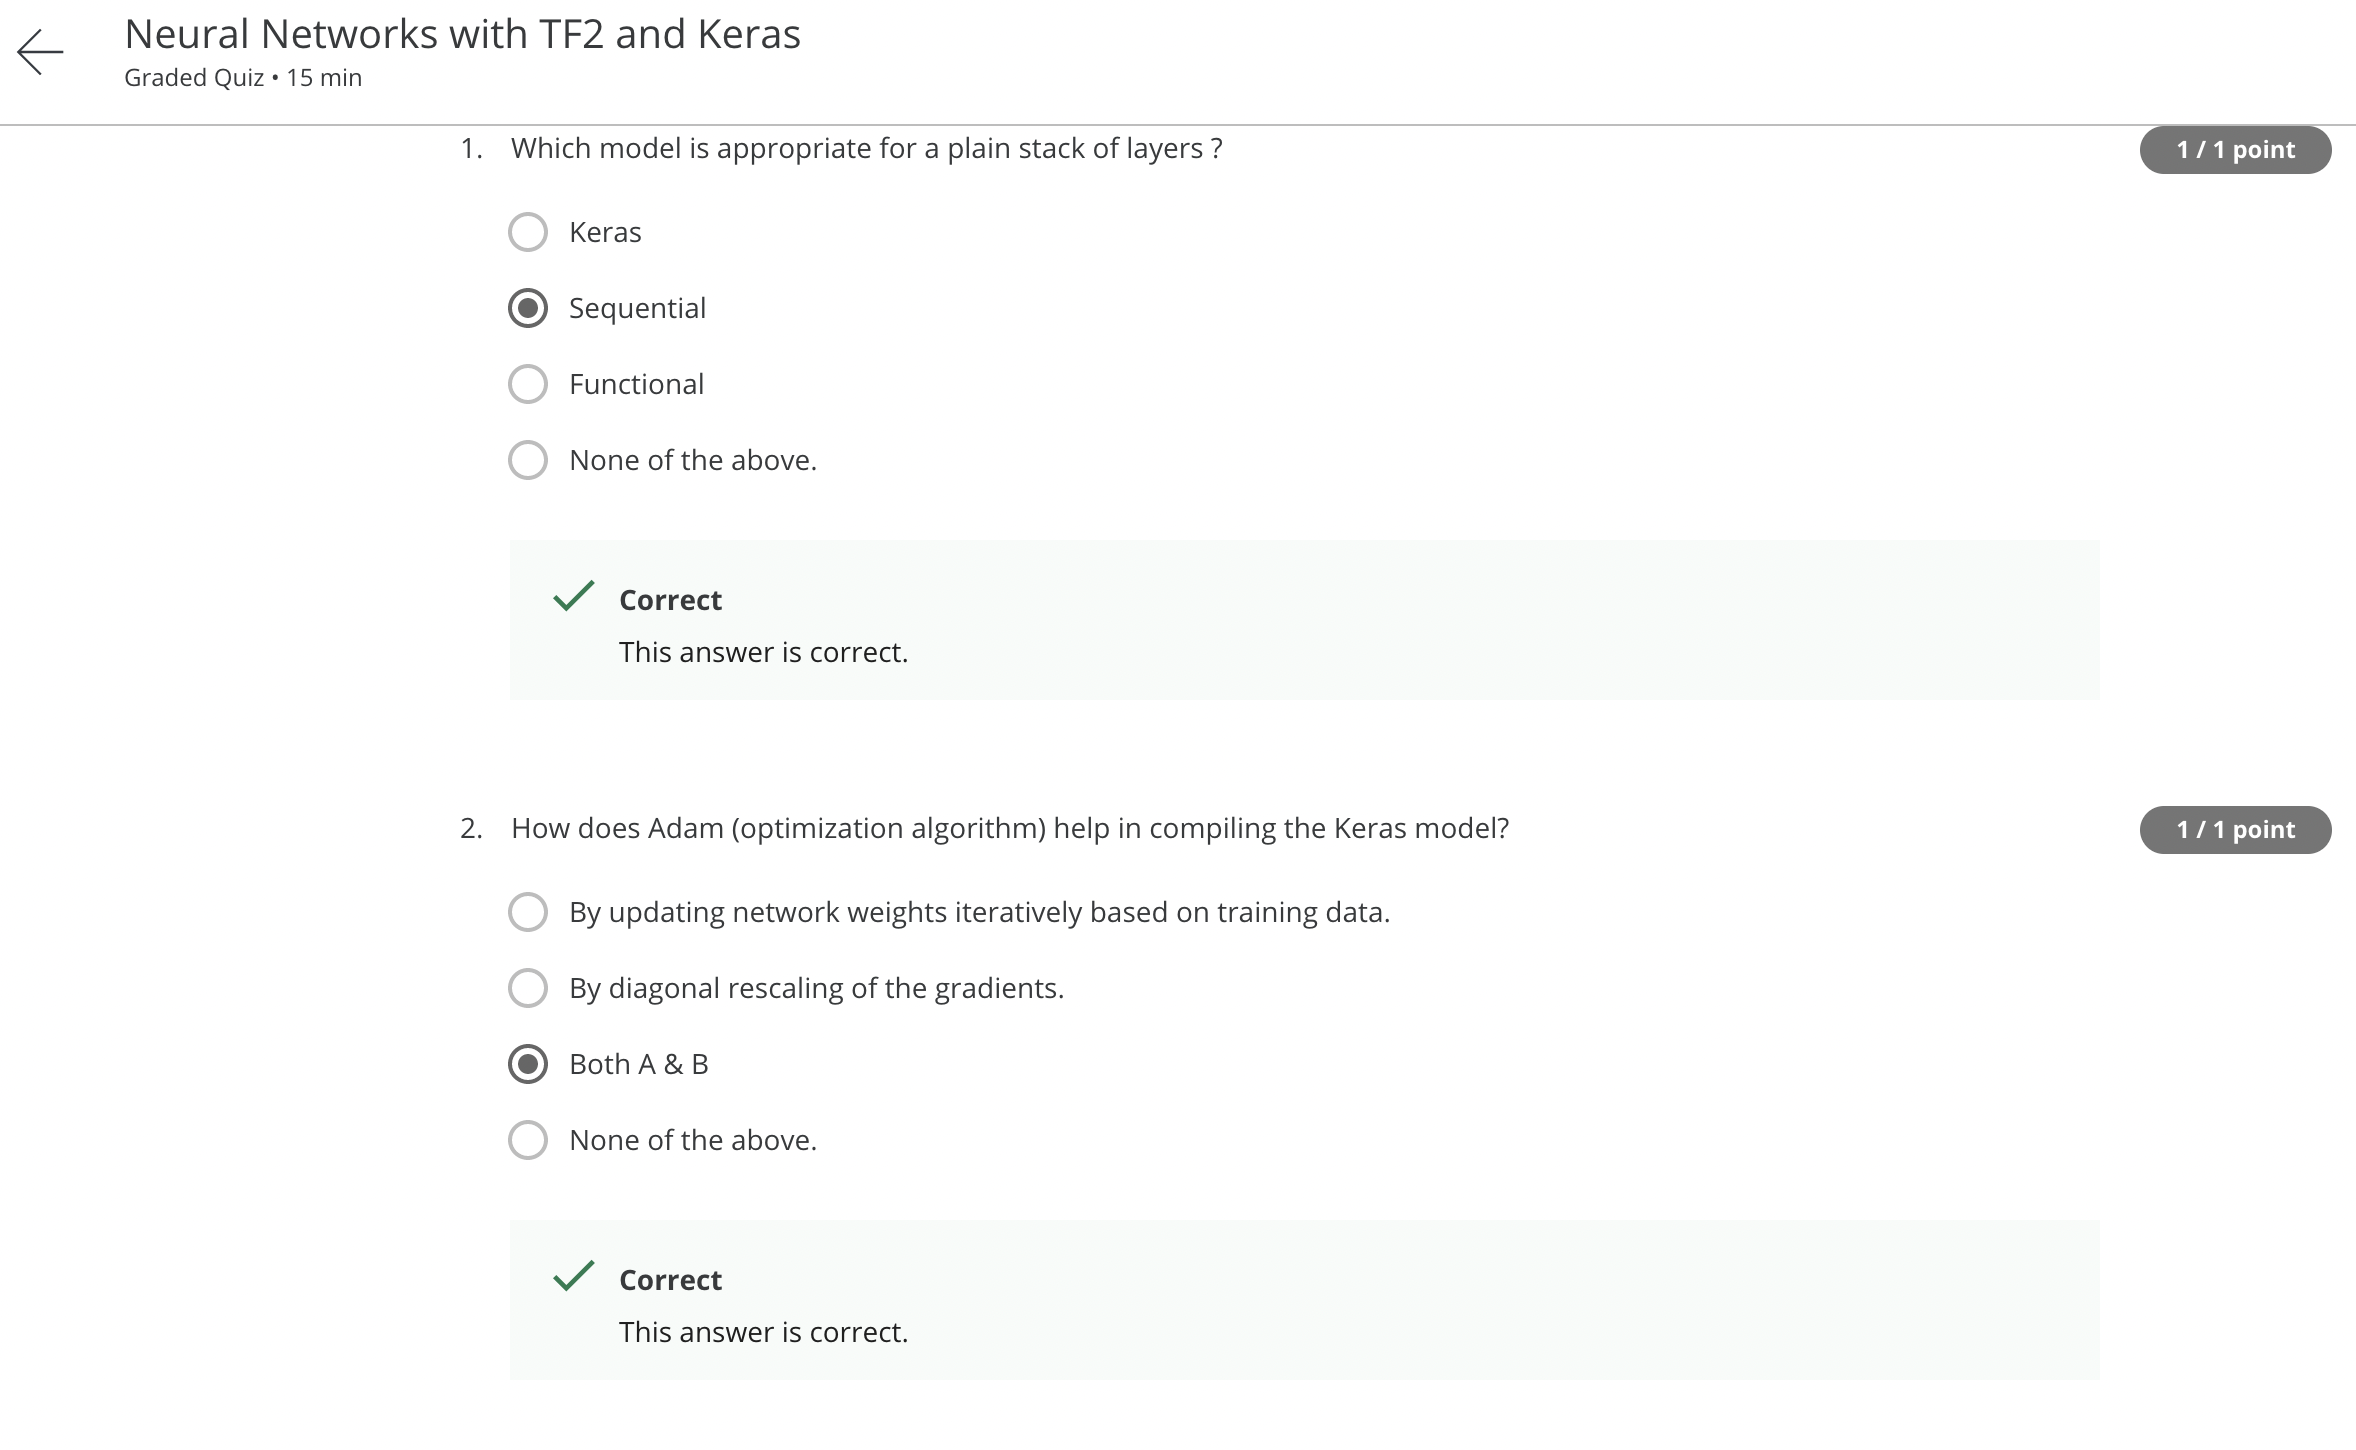 Neural Networks with TF2 and Keras
Graded Quiz • 15 min
1. Which model is appropriate for a plain stack of layers ?
1 / 1 point
Keras
Sequential
Functional
None of the above.
Correct
This answer is correct.
2. How does Adam (optimization algorithm) help in compiling the Keras model?
1 / 1 point
By updating network weights iteratively based on training data.
By diagonal rescaling of the gradients.
Both A & B
None of the above.
Correct
This answer is correct.